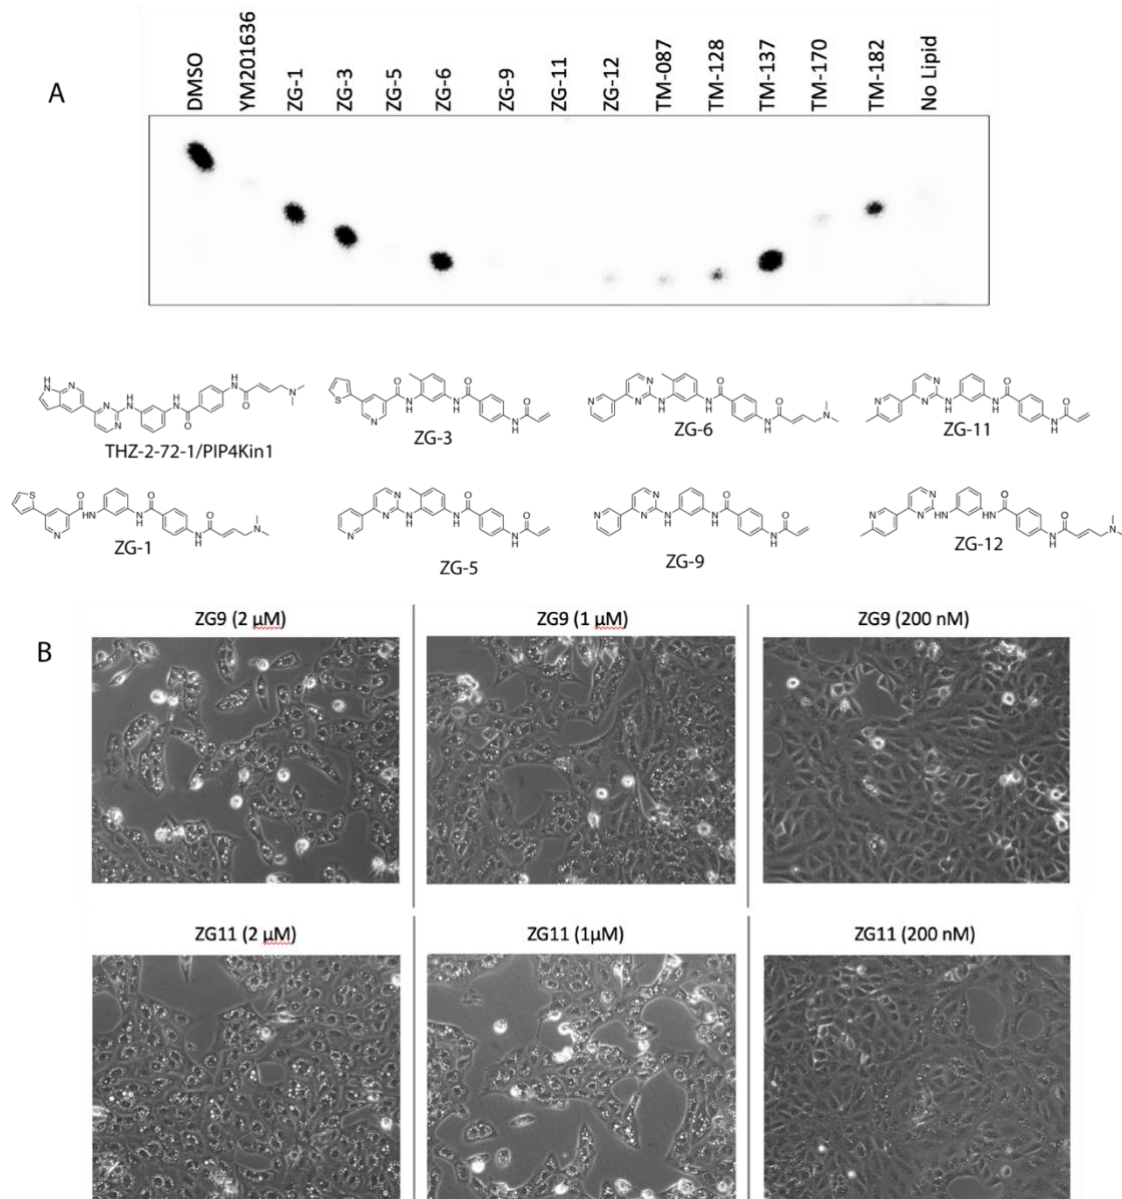 A
DMSO
YM201636
ZG-1
ZG-3
ZG-5
ZG-6
ZG-9
ZG-11
ZG-12
TM-087
TM-128
TM-137
TM-170
TM-182
No Lipid
THZ-2-72-1/PIP4Kin1
ZG-3
ZG-6
ZG-11
ZG-1
ZG-5
ZG-9
ZG-12
B
ZG9 (2 µM)
ZG9 (1 µM)
ZG9 (200 nM)
ZG11 (2 µM)
ZG11 (1µM)
ZG11 (200 nM)